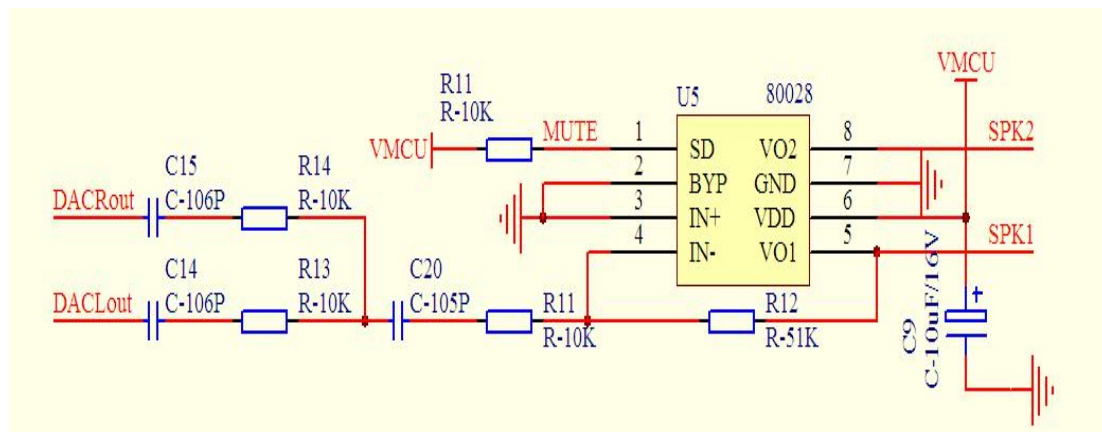 VMCU
R11
R-10K
U5
80028
VMCU
MUTE
1
SD
VO2
8
SPK2
2
BYP
GND
7
3
IN+
VDD
6
4
IN-
VO1
5
SPK1
C15
C-106P
R14
R-10K
DACRout
C14
C-106P
R13
R-10K
DACLout
C20
C-105P
R11
R-10K
R12
R-51K
C9
C-10uF/16V
+